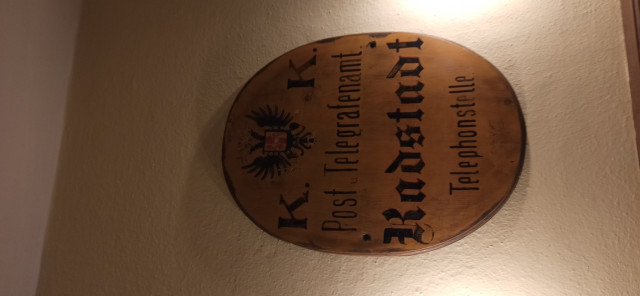 K. K.
Post u. Telegrafenamt
Radstadt
Telephonstelle